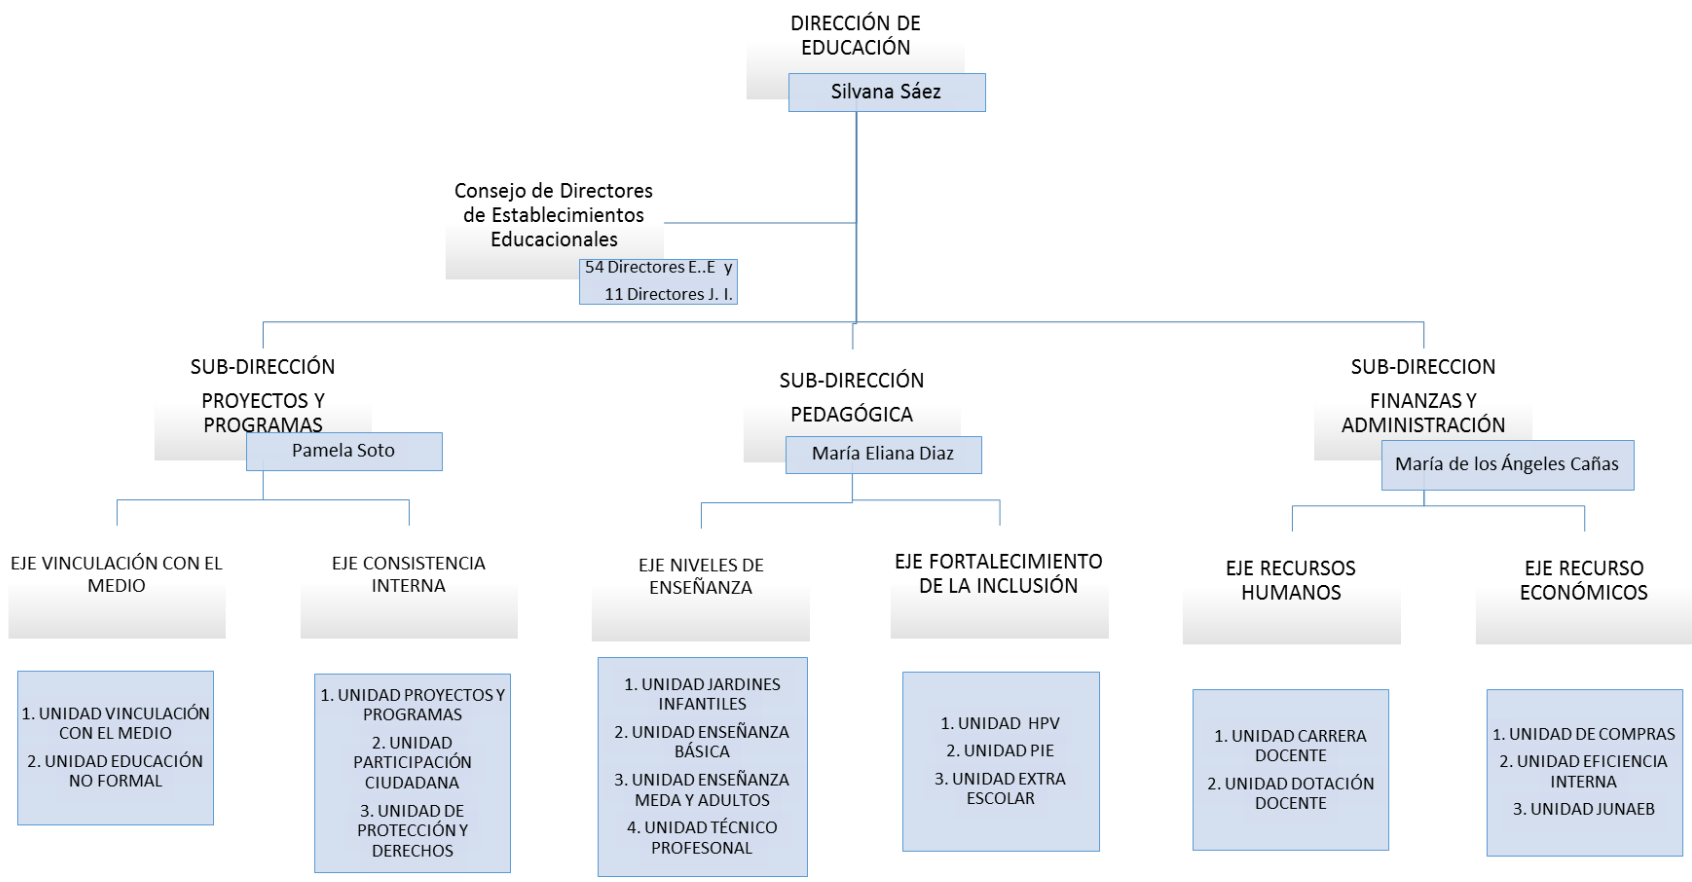 DIRECCIÓN DE
EDUCACIÓN
Silvana Sáez
Consejo de Directores
de Establecimientos
Educacionales
54 Directores E..E y
11 Directores J. I.
SUB-DIRECCIÓN
PROYECTOS Y
PROGRAMAS
Pamela Soto
SUB-DIRECCIÓN
PEDAGÓGICA
María Eliana Diaz
SUB-DIRECCION
FINANZAS Y
ADMINISTRACIÓN
María de los Ángeles Cañas
EJE VINCULACIÓN CON EL
MEDIO
1. UNIDAD VINCULACIÓN
CON EL MEDIO
2. UNIDAD EDUCACIÓN
NO FORMAL
EJE CONSISTENCIA
INTERNA
1. UNIDAD PROYECTOS Y
PROGRAMAS
2. UNIDAD
PARTICIPACIÓN
CIUDADANA
3. UNIDAD DE
PROTECCIÓN Y
DERECHOS
EJE NIVELES DE
ENSEÑANZA
1. UNIDAD JARDINES
INFANTILES
2. UNIDAD ENSEÑANZA
BÁSICA
3. UNIDAD ENSEÑANZA
MEDA Y ADULTOS
4. UNIDAD TÉCNICO
PROFESONAL
EJE FORTALECIMIENTO
DE LA INCLUSIÓN
1. UNIDAD HPV
2. UNIDAD PIE
3. UNIDAD EXTRA
ESCOLAR
EJE RECURSOS
HUMANOS
1. UNIDAD CARRERA
DOCENTE
2. UNIDAD DOTACIÓN
DOCENTE
EJE RECURSO
ECONÓMICOS
1. UNIDAD DE COMPRAS
2. UNIDAD EFICIENCIA
INTERNA
3. UNIDAD JUNAEB